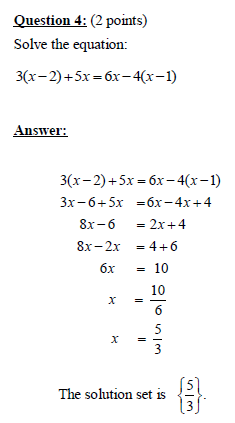 Question 4: (2 points)
Solve the equation:
3(x−2)+5x=6x−4(x−1)
Answer:
3(x−2)+5x=6x−4(x−1)
3x−6+5x =6x−4x+4
8x−6 = 2x+4
8x−2x = 4+6
6x = 10
x = 10/6
x = 5/3
The solution set is {5/3}.